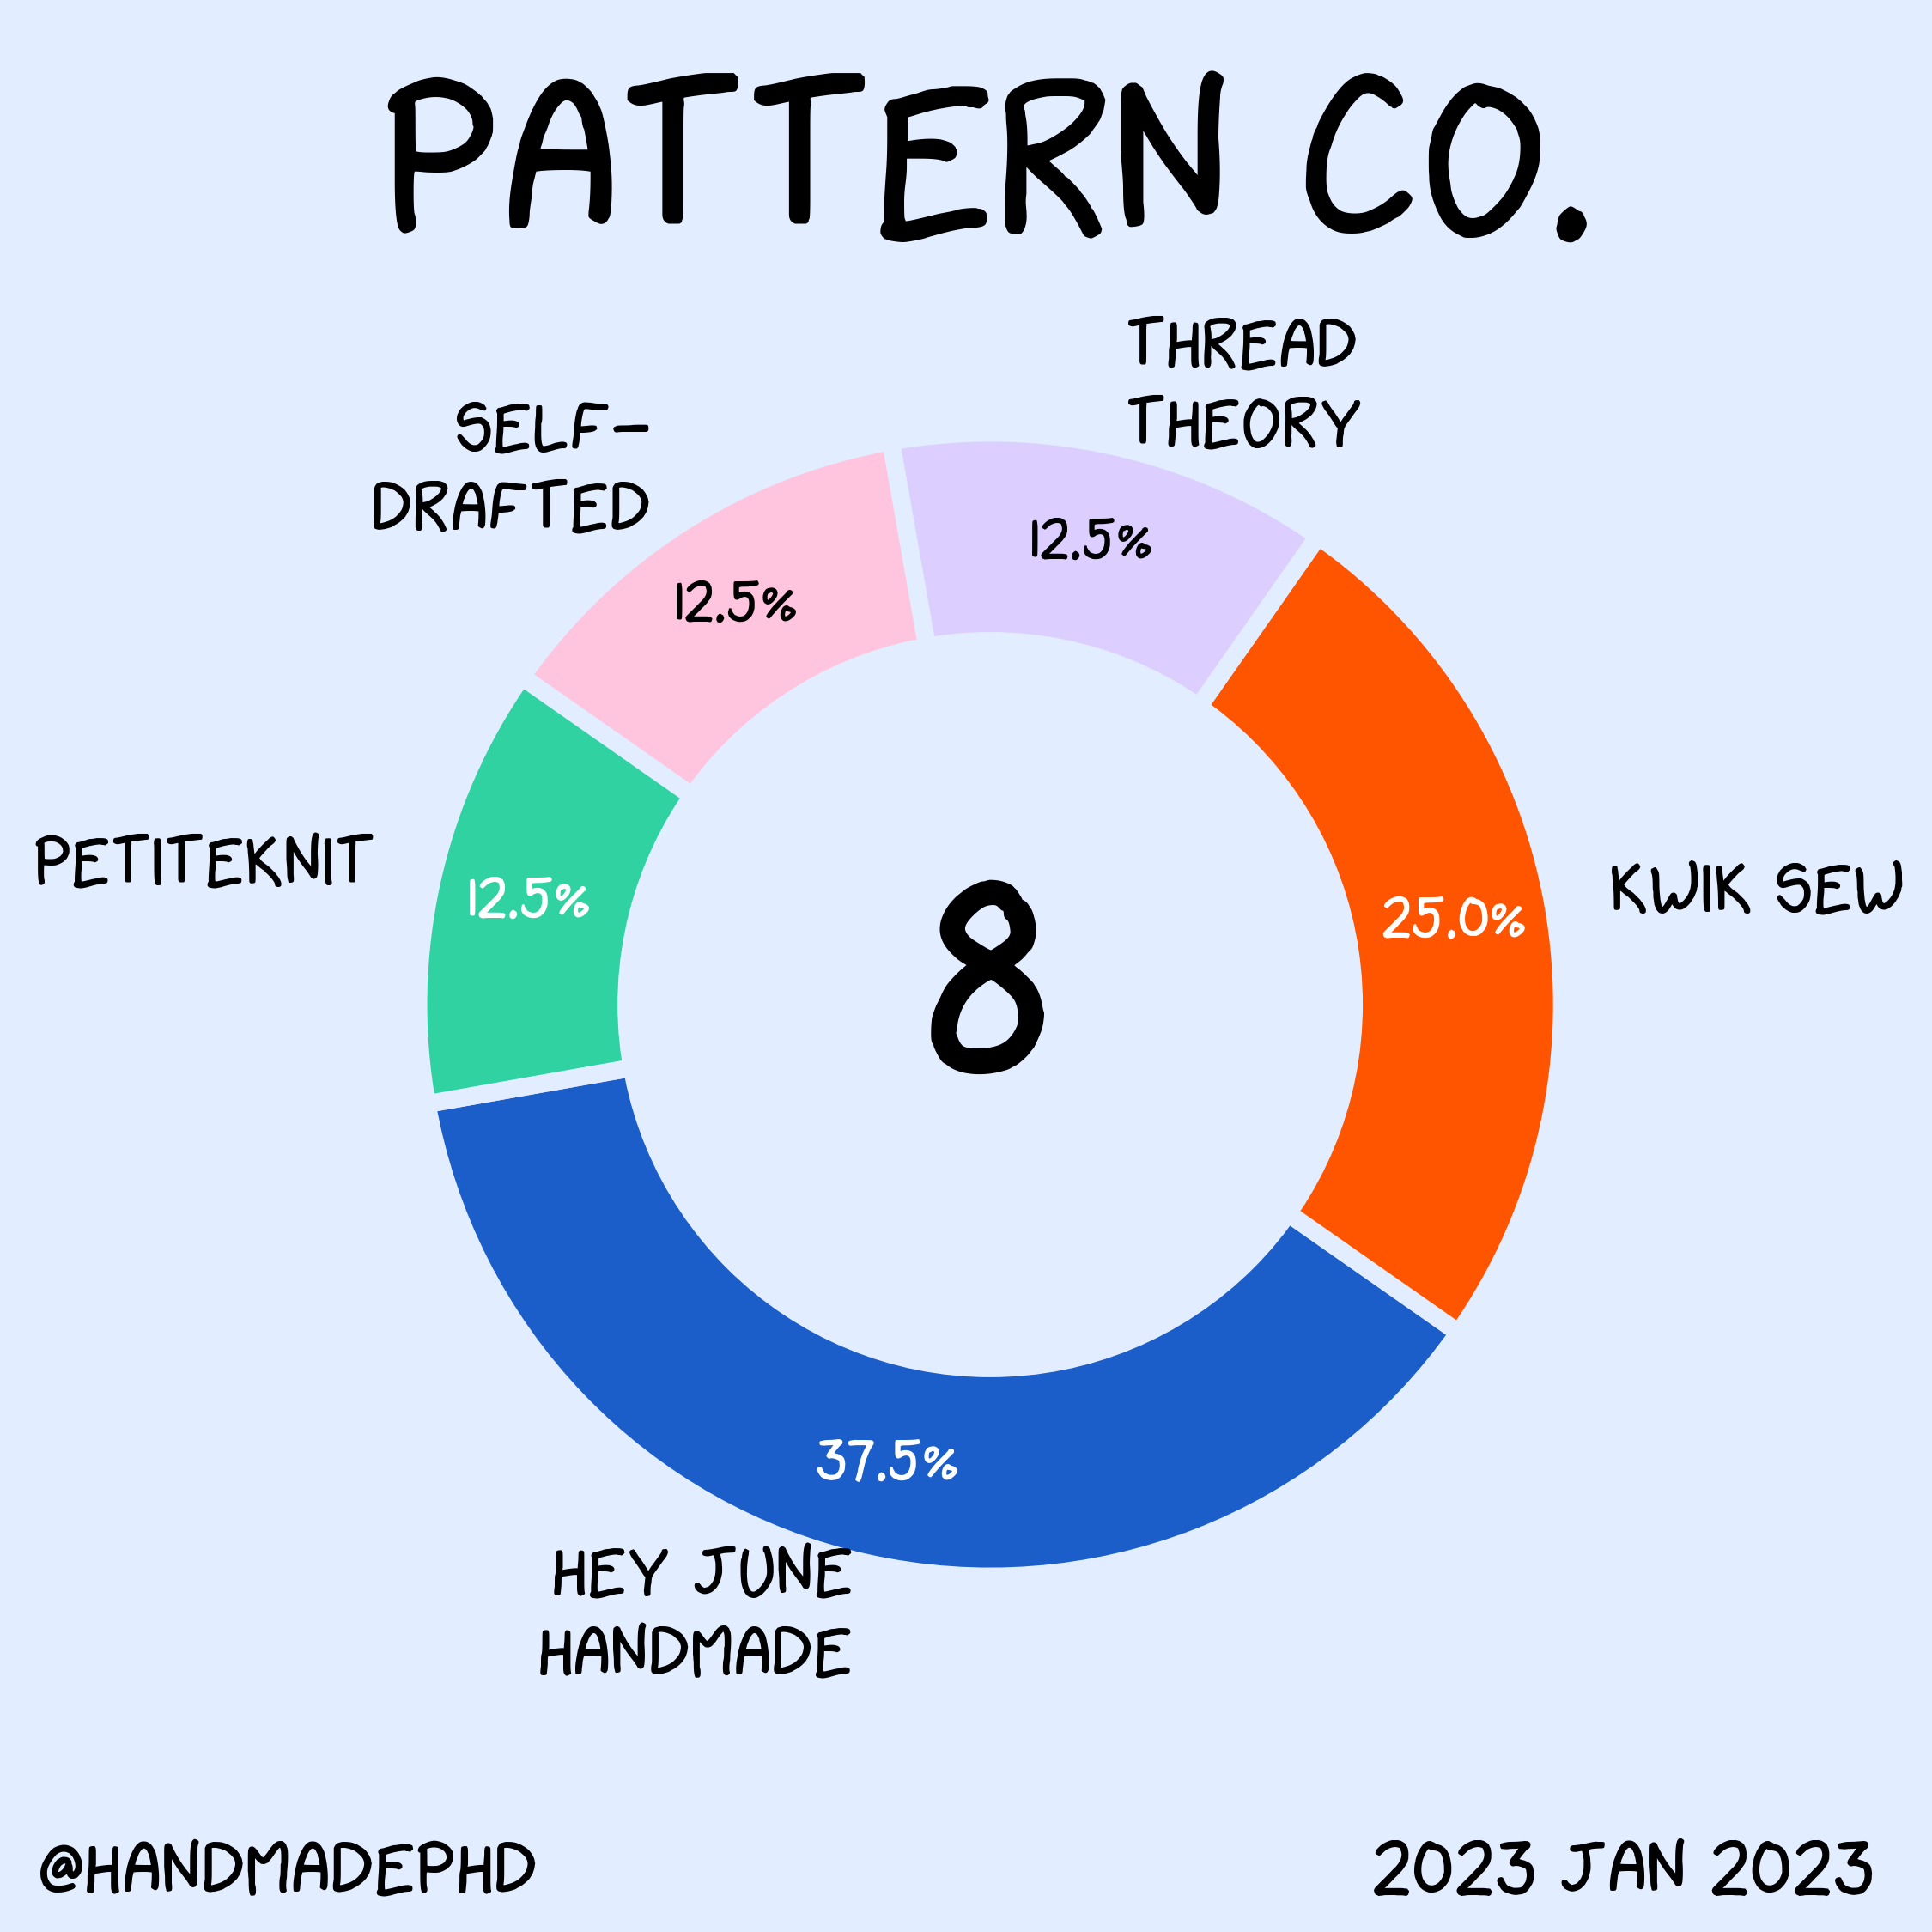 PATTERN CO.
THREAD
THEORY
SELF-
DRAFTED
12.5%
12.5%
PETITEKNIT
12.5%
8
25.0%
KWIK SEW
37.5%
HEY JUNE
HANDMADE
@HANDMADEPHD
2023 JAN 2023